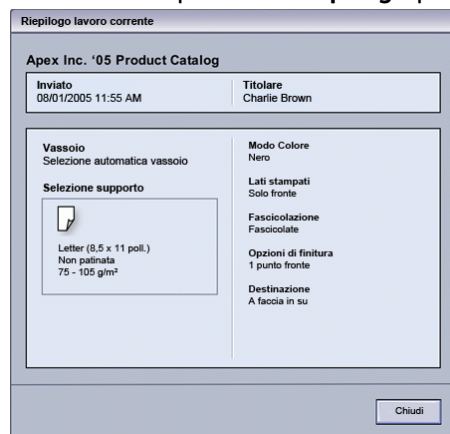 Riepilogo lavoro corrente
Apex Inc. ‘05 Product Catalog
Inviato
08/01/2005 11:55 AM
Titolare
Charlie Brown
Vassoio
Selezione automatica vassoio
Selezione supporto
Letter (8,5 x 11 poll.)
Non patinata
75 - 105 g/m²
Modo Colore
Nero
Lati stampati
Solo fronte
Fascicolazione
Fascicolate
Opzioni di finitura
1 punto fronte
Destinazione
A faccia in su
Chiudi